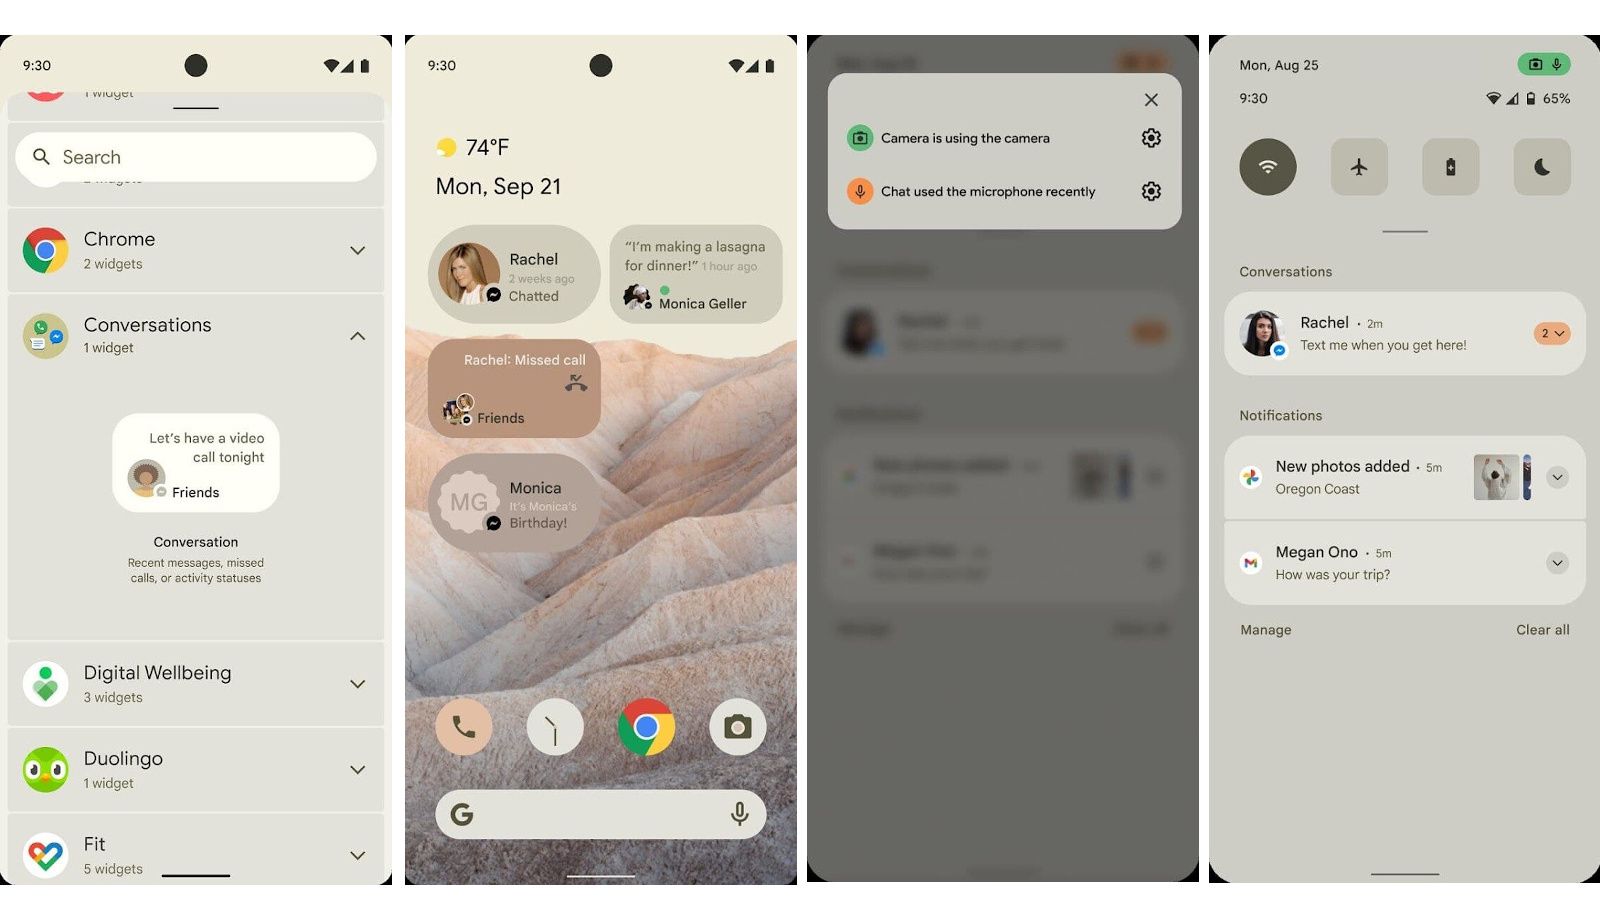 9:30
1 widget
Search
2 widgets
Chrome
2 widgets
Conversations
1 widget
Let's have a video
call tonight
Friends
Conversation
Recent messages, missed
calls, or activity statuses
Digital Wellbeing
3 widgets
Duolingo
1 widget
Fit
5 widgets
9:30
74°F
Mon, Sep 21
Rachel
2 weeks ago
Chatted
“I'm making a lasagna
for dinner!” 1 hour ago
Monica Geller
Rachel: Missed call
Friends
MG
Monica
It's Monica's
Birthday!
G
Camera is using the camera
Chat used the microphone recently
Manage
Clear all
Mon, Aug 25
9:30
65%
Conversations
Rachel · 2m
Text me when you get here!
2
Notifications
New photos added · 5m
Oregon Coast
Megan Ono · 5m
How was your trip?
Manage
Clear all